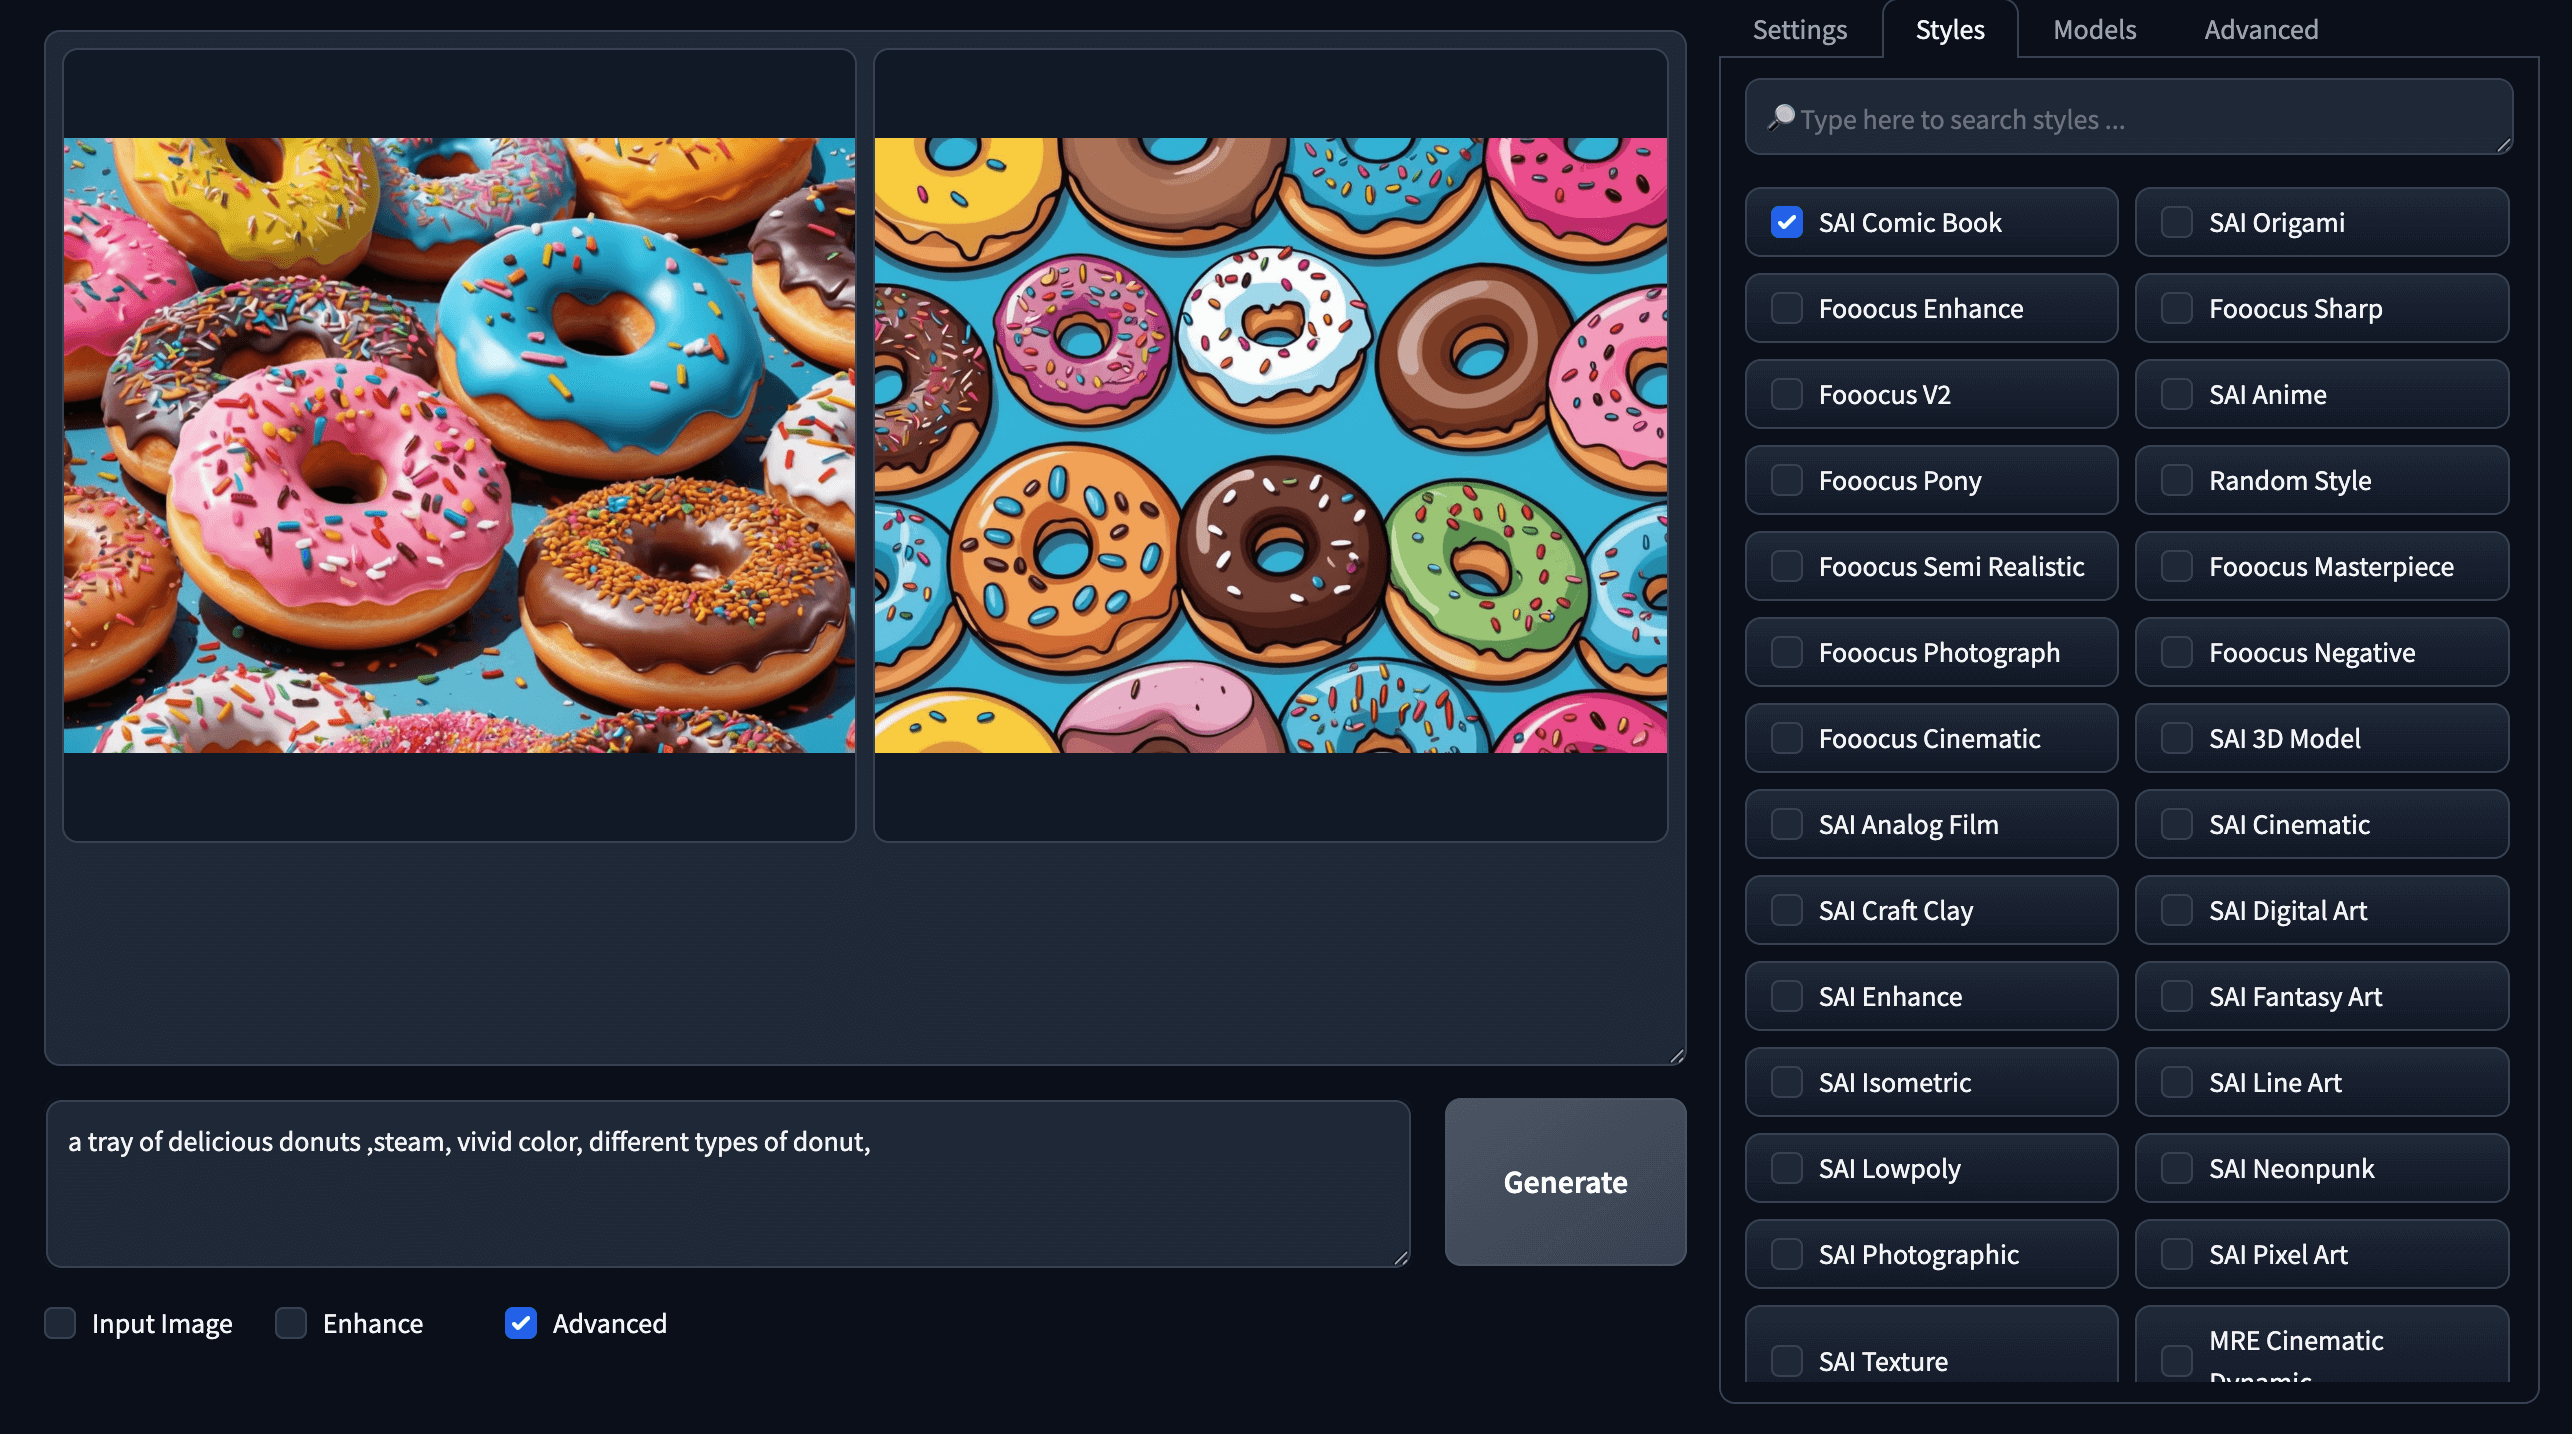 Settings
Styles
Models
Advanced
Type here to search styles ...
SAI Comic Book
SAI Origami
Fooocus Enhance
Fooocus Sharp
Fooocus V2
SAI Anime
Fooocus Pony
Random Style
Fooocus Semi Realistic
Fooocus Masterpiece
Fooocus Photograph
Fooocus Negative
Fooocus Cinematic
SAI 3D Model
SAI Analog Film
SAI Cinematic
SAI Craft Clay
SAI Digital Art
SAI Enhance
SAI Fantasy Art
SAI Isometric
SAI Line Art
SAI Lowpoly
SAI Neonpunk
SAI Photographic
SAI Pixel Art
SAI Texture
MRE Cinematic
Dynamic
a tray of delicious donuts ,steam, vivid color, different types of donut,
Generate
Input Image
Enhance
Advanced